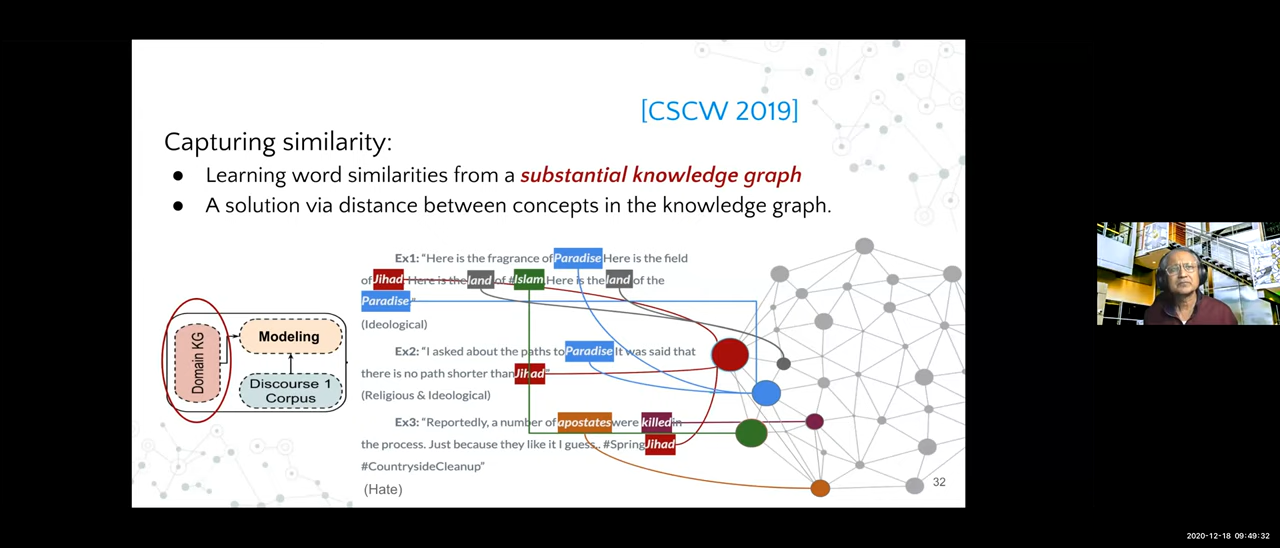 [CSCW 2019]
Capturing similarity:
● Learning word similarities from a substantial knowledge graph
● A solution via distance between concepts in the knowledge graph.
Ex1: “Here is the fragrance of Paradise Here is the field
of Jihad Here is the land of #Islam Here is the land of the
Paradise”
(Ideological)
Ex2: “I asked about the paths to Paradise It was said that
there is no path shorter than Jihad”
(Religious & Ideological)
Ex3: “Reportedly, a number of apostates were killed in
the process. Just because they like it I guess.. #Spring Jihad
#CountrysideCleanup”
(Hate)
Domain KG
Modeling
Discourse 1
Corpus
32
2020-12-18 09:49:32